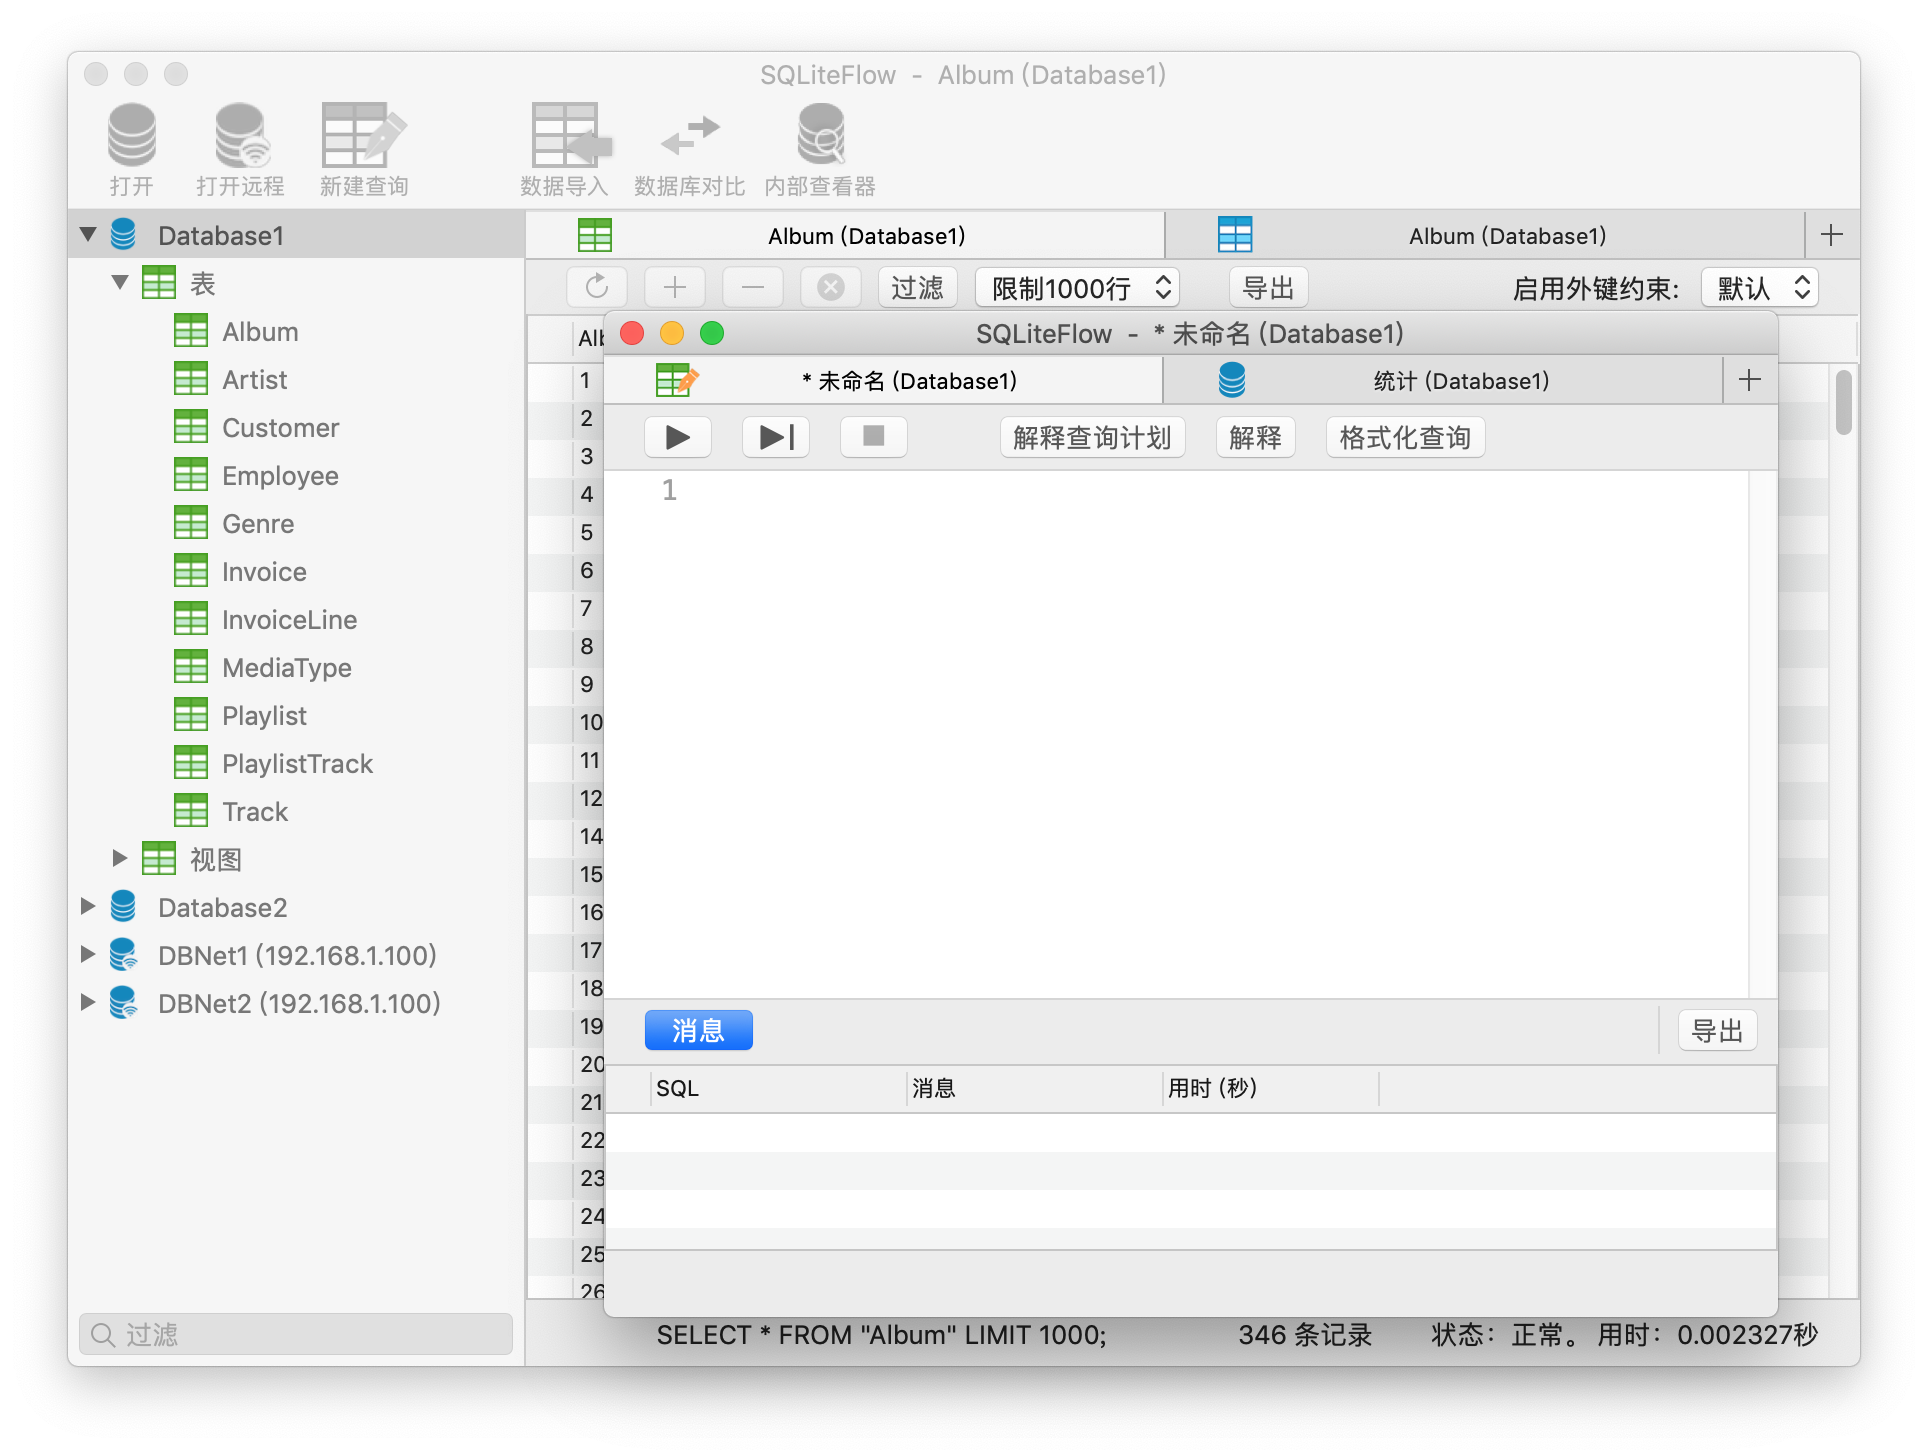 SQLiteFlow - Album (Database1)
打开
打开远程
新建查询
数据导入
数据库对比
内部查看器
Database1
表
Album
Artist
Customer
Employee
Genre
Invoice
InvoiceLine
MediaType
Playlist
PlaylistTrack
Track
视图
Database2
DBNet1 (192.168.1.100)
DBNet2 (192.168.1.100)
过滤
Album (Database1)
Album (Database1)
过滤
限制1000行
导出
启用外键约束:
默认
1
2
3
4
5
6
7
8
9
10
11
12
14
15
16
17
18
19
20
21
22
23
24
25
26
SQLiteFlow - * 未命名 (Database1)
* 未命名 (Database1)
统计 (Database1)
解释查询计划
解释
格式化查询
1
消息
导出
SQL
消息
用时 (秒)
SELECT * FROM "Album" LIMIT 1000;
346 条记录
状态：正常。 用时：0.002327秒